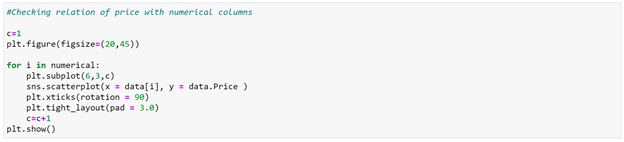 #Checking relation of price with numerical columns
c=1
plt.figure(figsize=(20,45))
for i in numerical:
    plt.subplot(6,3,c)
    sns.scatterplot(x = data[i], y = data.Price )
    plt.xticks(rotation = 90)
    plt.tight_layout(pad = 3.0)
    c=c+1
plt.show()